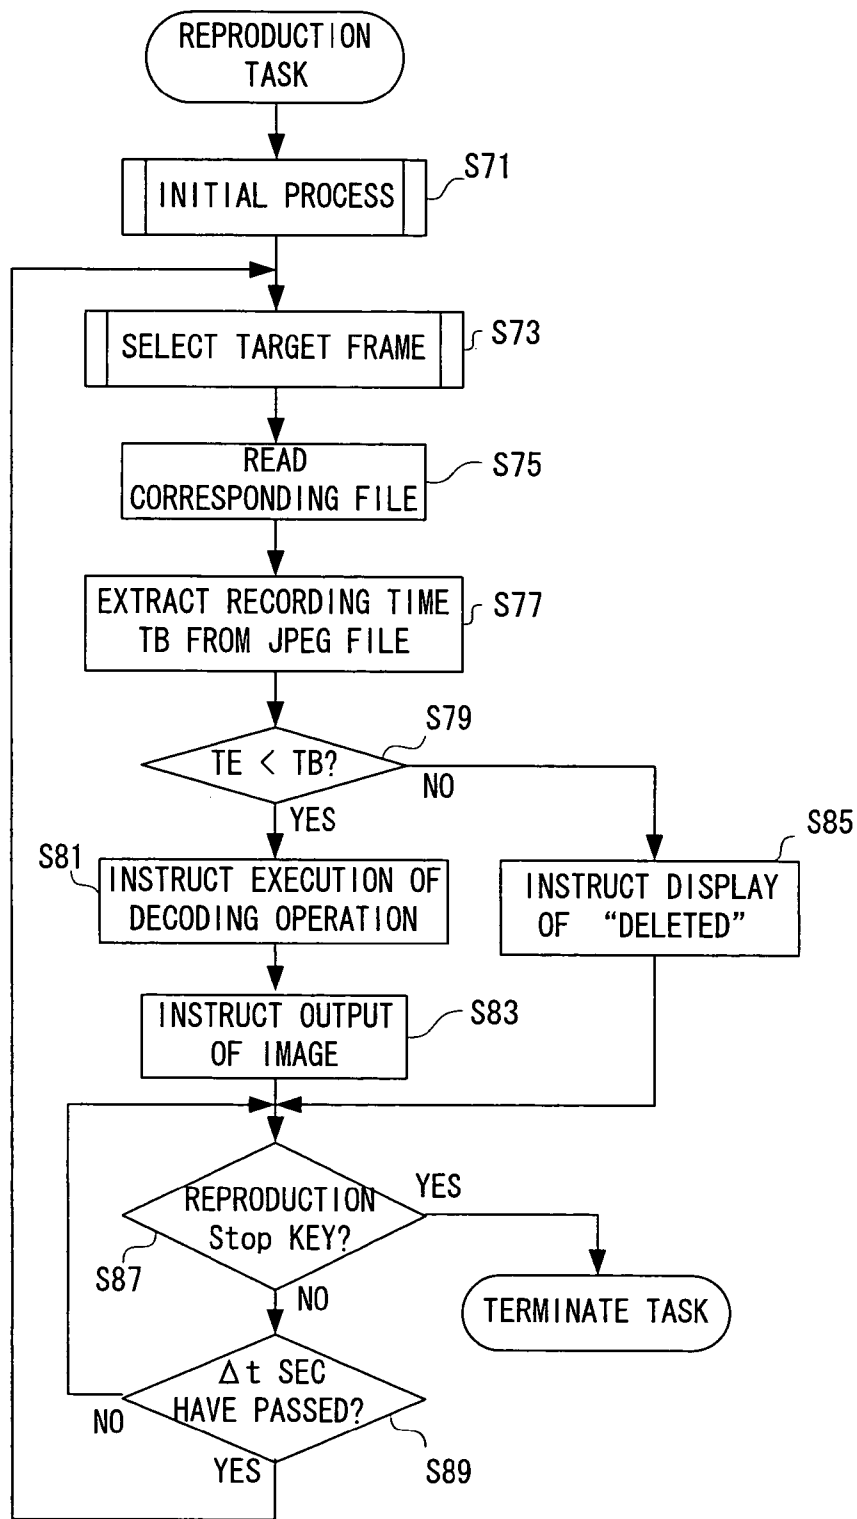 REPRODUCTION
TASK
S71
INITIAL PROCESS
S73
SELECT TARGET FRAME
S75
READ
CORRESPONDING FILE
S77
EXTRACT RECORDING TIME
TB FROM JPEG FILE
S79
TE < TB?
NO
YES
S81
INSTRUCT EXECUTION OF
DECODING OPERATION
S85
INSTRUCT DISPLAY
OF “DELETED”
S83
INSTRUCT OUTPUT
OF IMAGE
REPRODUCTION
Stop KEY?
YES
S87
NO
TERMINATE TASK
Δt SEC
HAVE PASSED?
NO
S89
YES